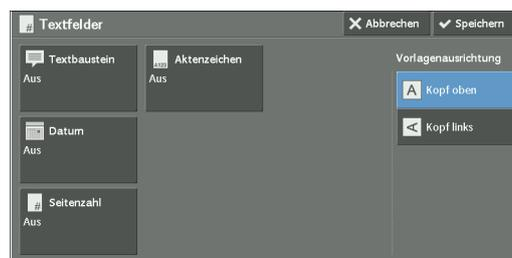 Textfelder
Abbrechen
Speichern
Textbaustein
Aus
Aktenzeichen
Aus
Datum
Aus
Seitenzahl
Aus
Vorlagenausrichtung
Kopf oben
Kopf links